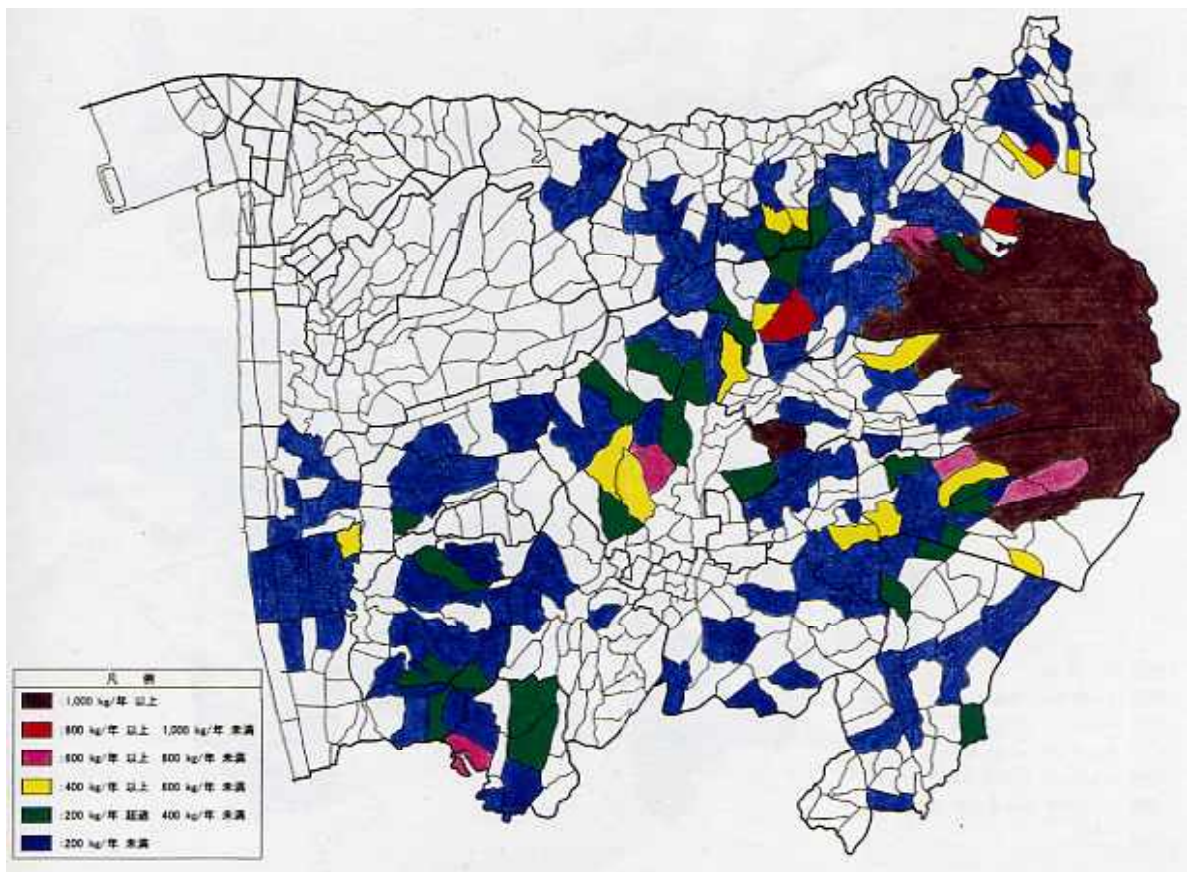 凡 例
:1,000 kg/年 以上
:800 kg/年 以上 1,000 kg/年 未満
:600 kg/年 以上 800 kg/年 未満
:400 kg/年 以上 600 kg/年 未満
:200 kg/年 超過 400 kg/年 未満
:200 kg/年 未満